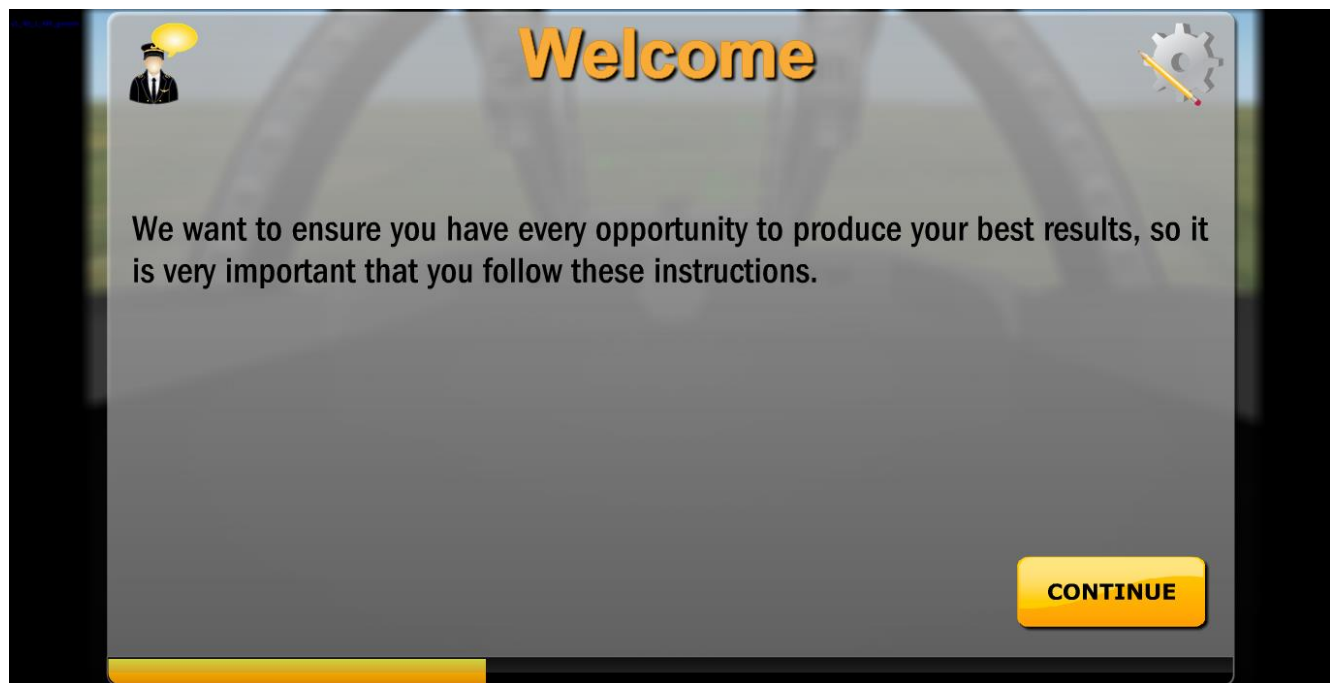 Welcome
We want to ensure you have every opportunity to produce your best results, so it
is very important that you follow these instructions.
CONTINUE